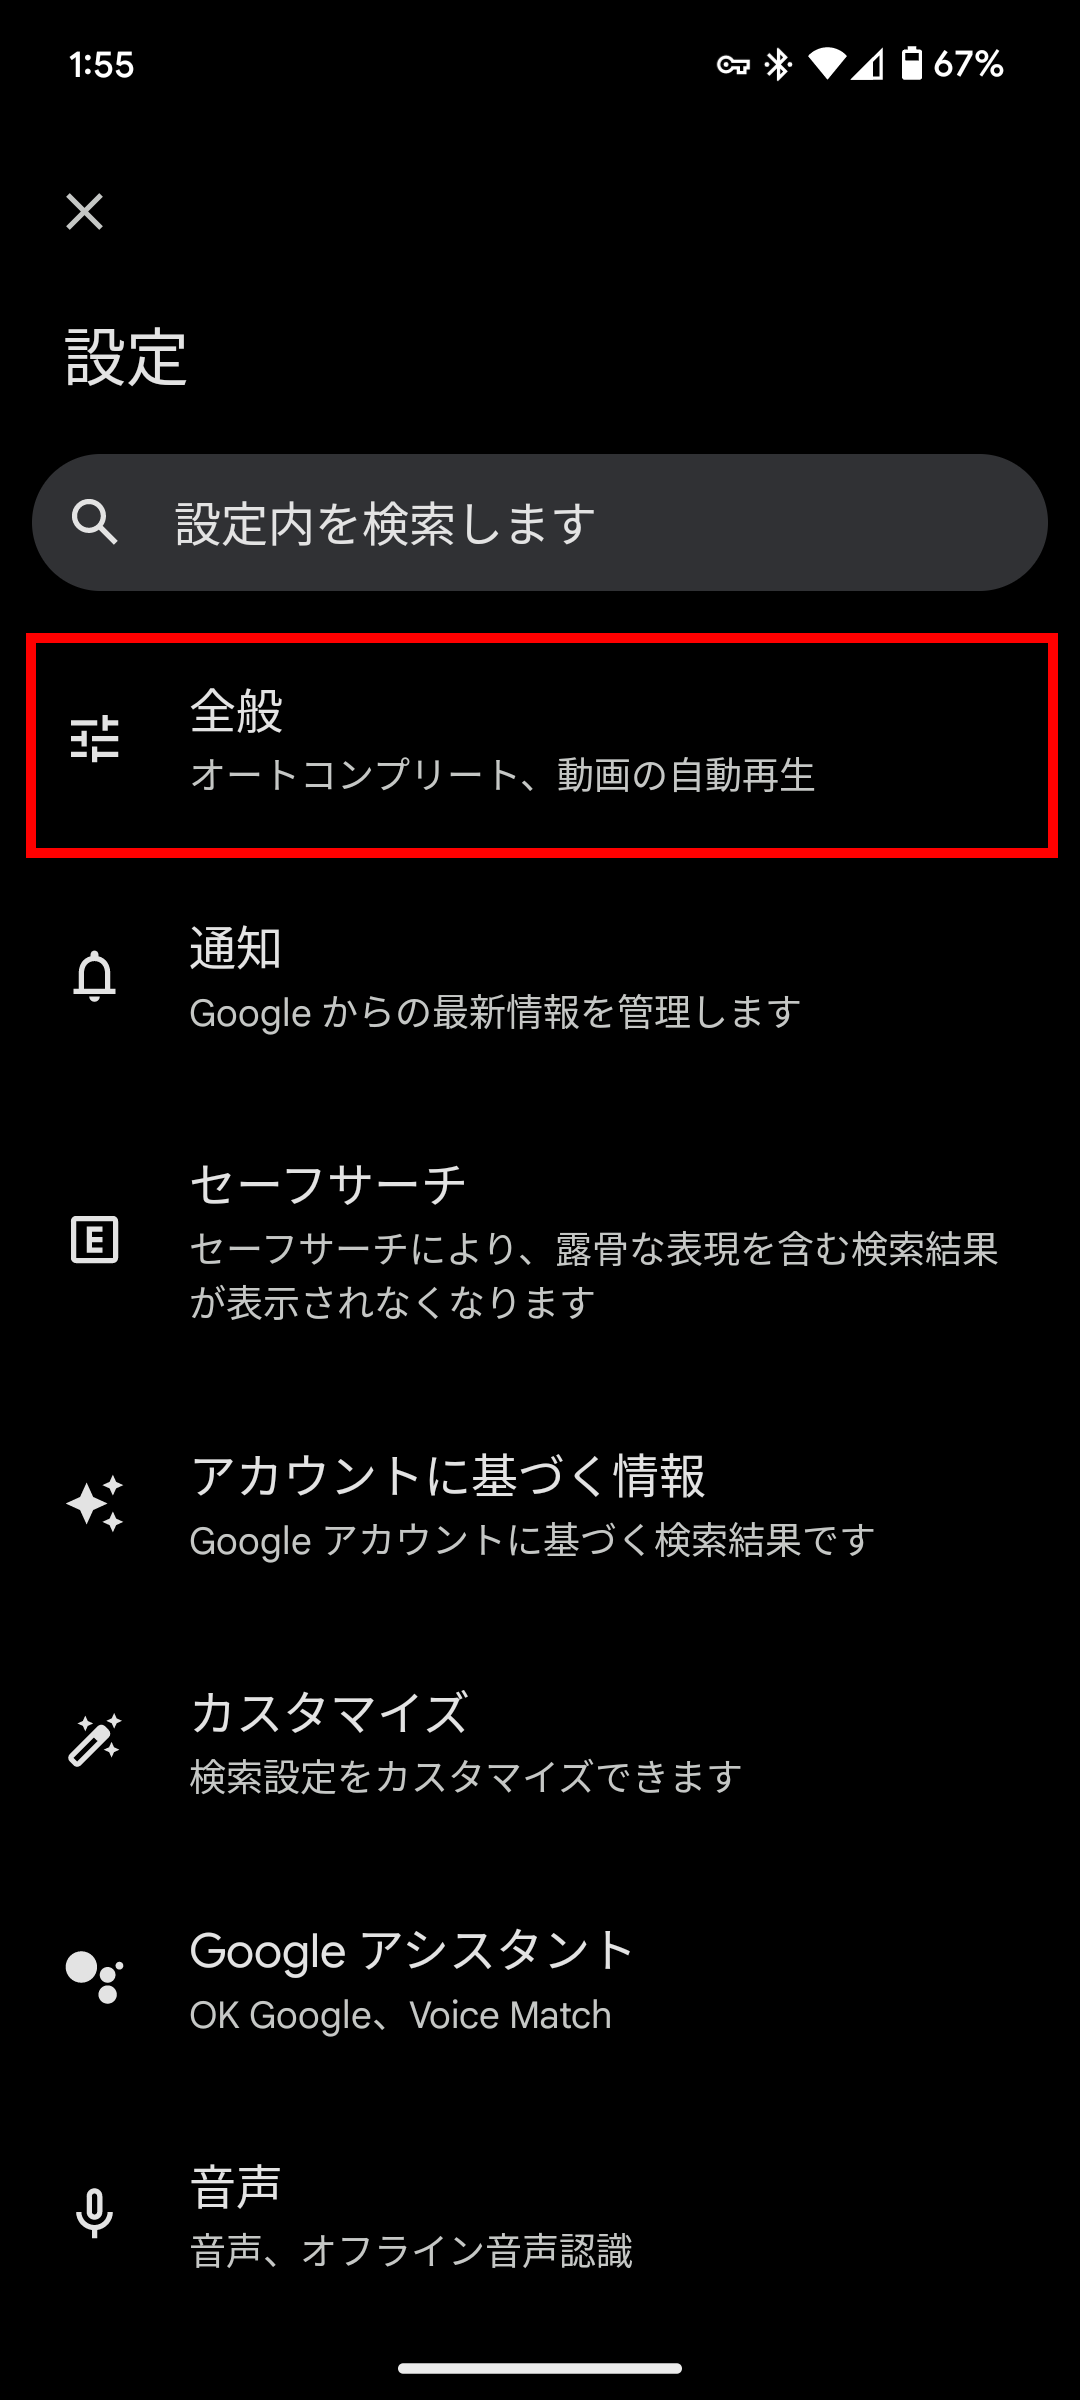 1:55
67%
設定
設定内を検索します
全般
オートコンプリート、動画の自動再生
通知
Google からの最新情報を管理します
E
セーフサーチ
セーフサーチにより、露骨な表現を含む検索結果
が表示されなくなります
アカウントに基づく情報
Google アカウントに基づく検索結果です
カスタマイズ
検索設定をカスタマイズできます
Google アシスタント
OK Google、Voice Match
音声
音声、オフライン音声認識